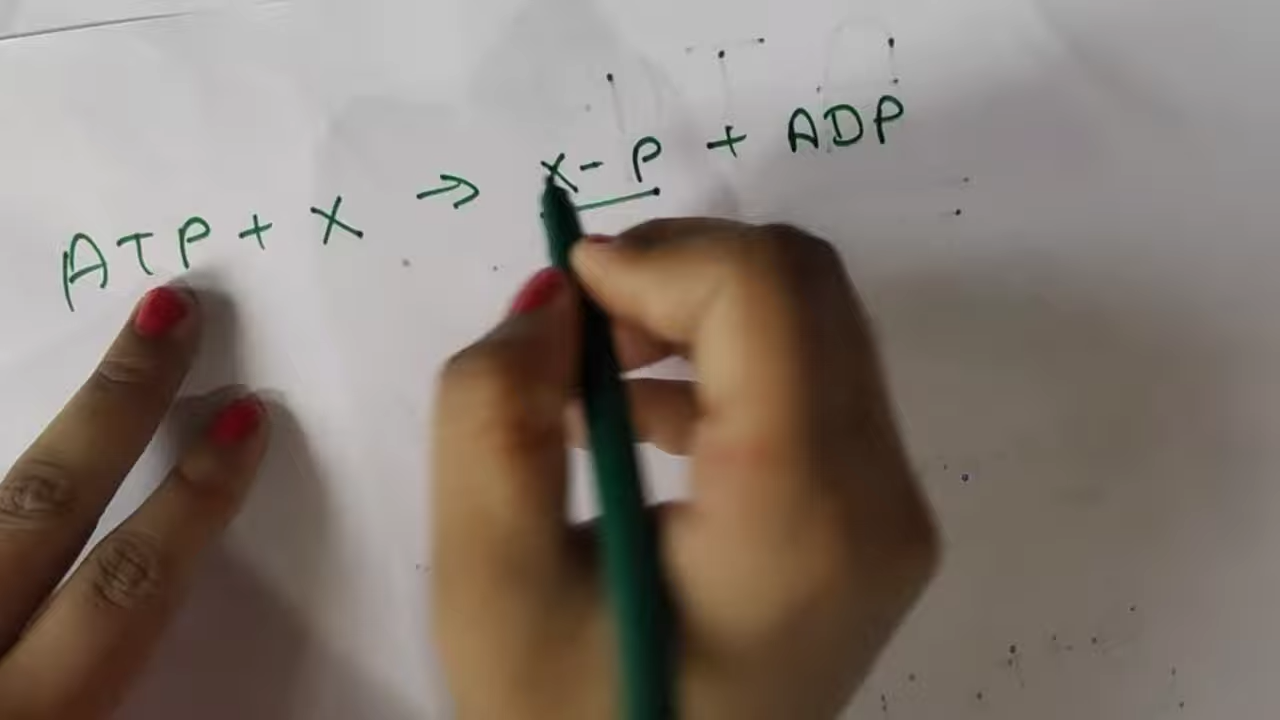 ATP + X → X - P + ADP